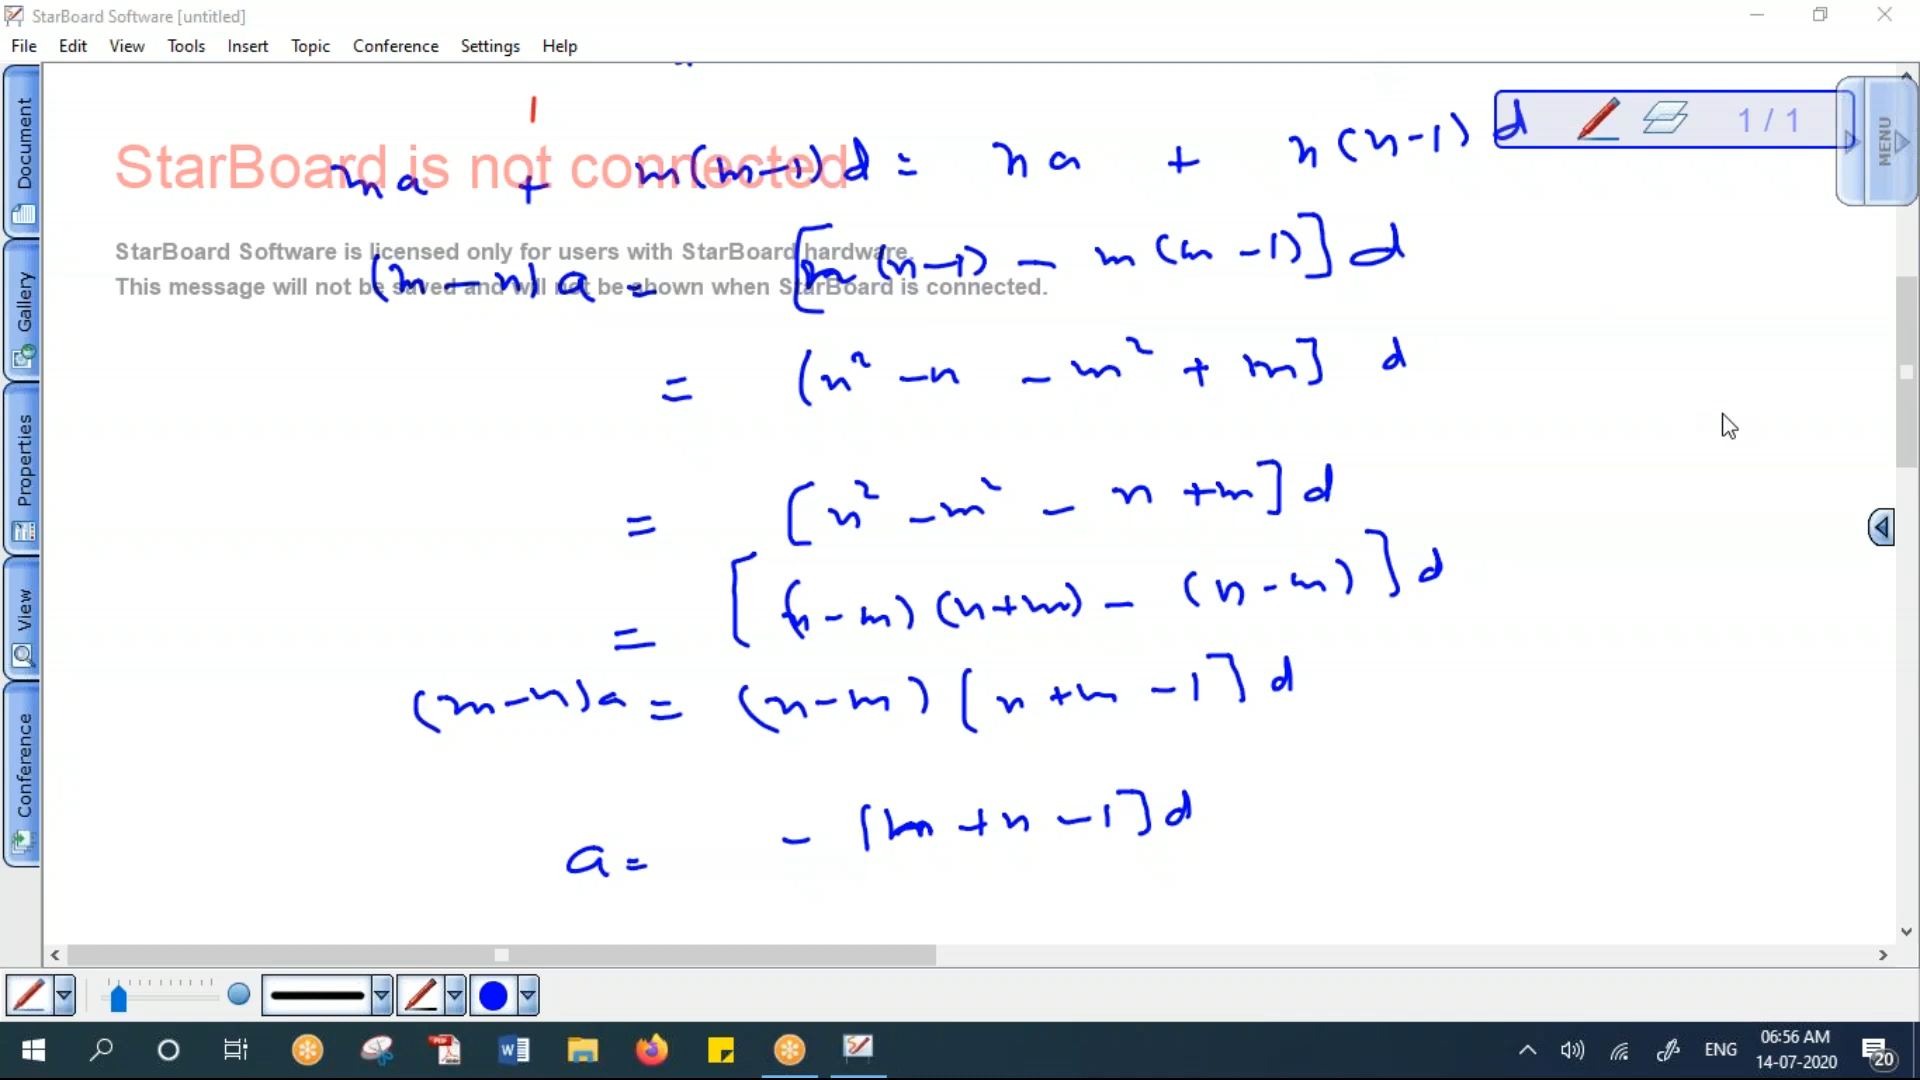 StarBoard Software [untitled]
File Edit View Tools Insert Topic Conference Settings Help
1 / 1
MENU
Document
Gallery
Properties
View
Conference
StarBoard is not connected
StarBoard Software is licensed only for users with StarBoard hardware.
This message will not be saved and will not be shown when StarBoard is connected.
ma + m(m-1)d = na + n(n-1)d
(m-n)a = [n(n-1) - m(m-1)]d
= (n² - n - m² + m] d
= [n² - m² - n + m]d
= [(n-m)(n+m) - (n-m)]d
(m-n)a = (n-m)[n+m-1]d
a = - [m+n-1]d
ENG
06:56 AM
14-07-2020
20